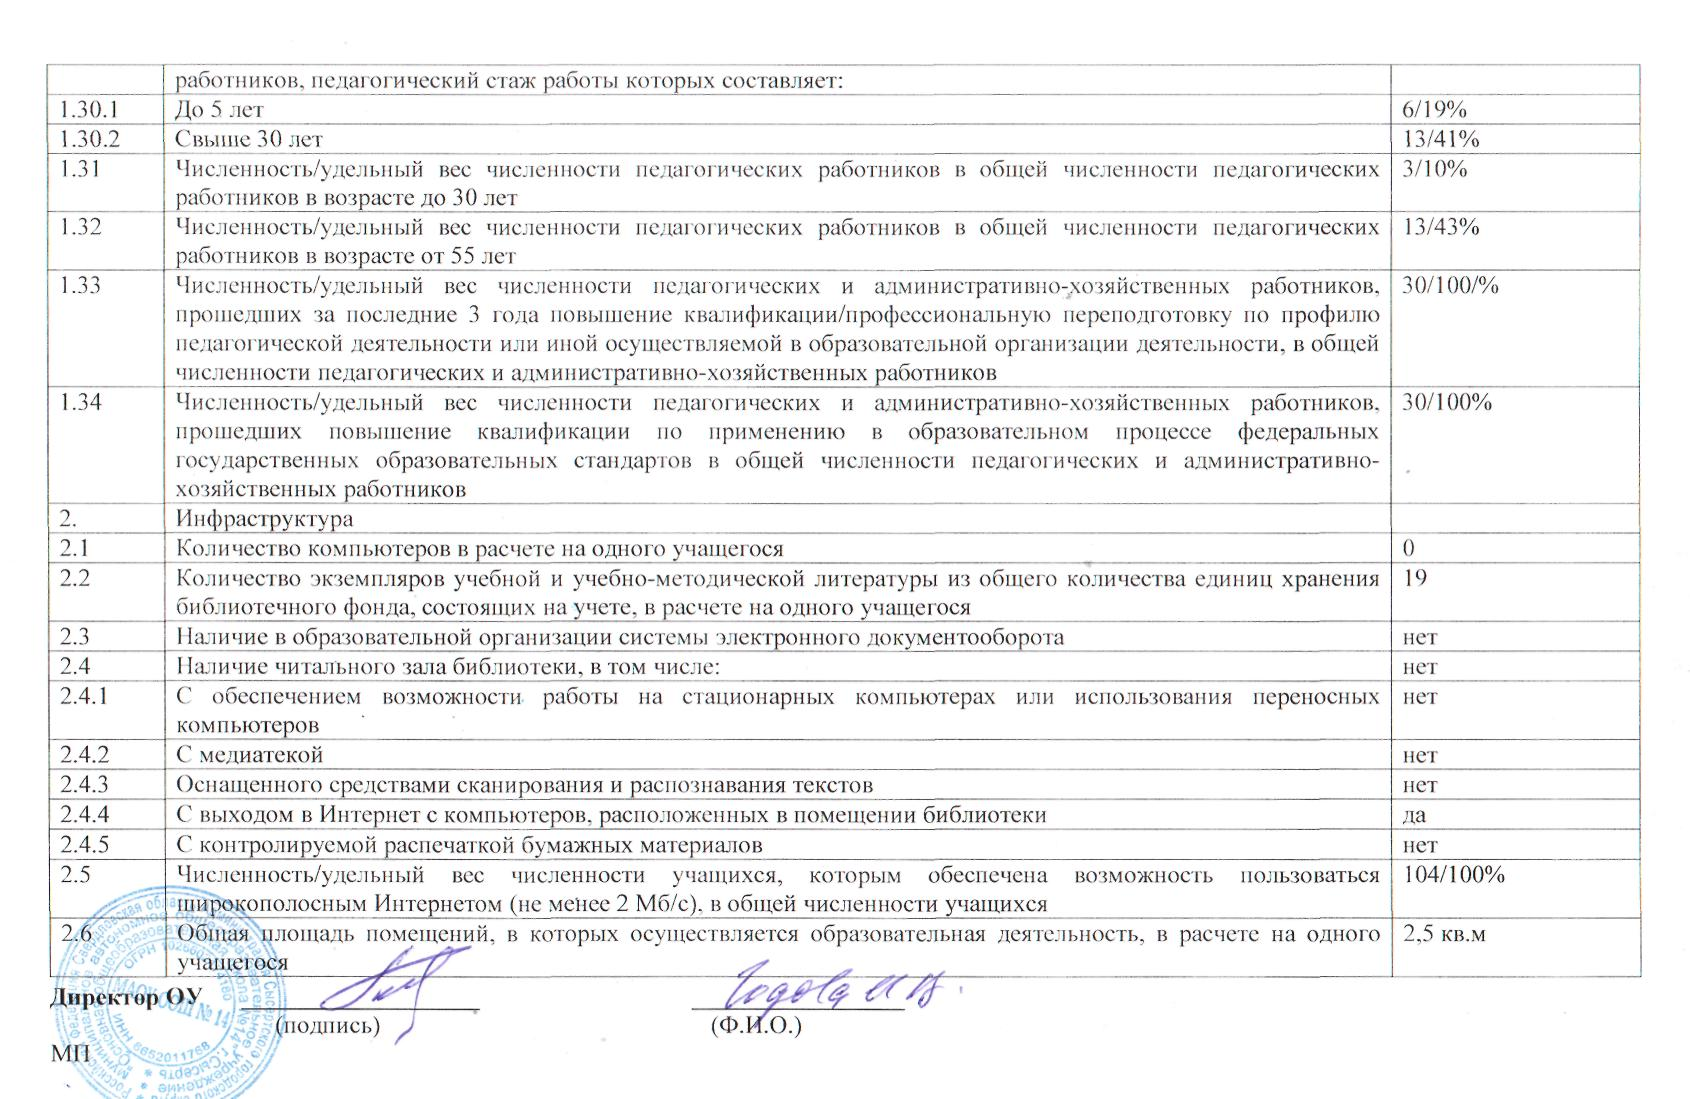 работников, педагогический стаж работы которых составляет:
1.30.1 До 5 лет 6/19%
1.30.2 Свыше 30 лет 13/41%
1.31 Численность/удельный вес численности педагогических работников в общей численности педагогических 3/10%
работников в возрасте до 30 лет
1.32 Численность/удельный вес численности педагогических работников в общей численности педагогических 13/43%
работников в возрасте от 55 лет
1.33 Численность/удельный вес численности педагогических и административно-хозяйственных работников, 30/100/%
прошедших за последние 3 года повышение квалификации/профессиональную переподготовку по профилю
педагогической деятельности или иной осуществляемой в образовательной организации деятельности, в общей
численности педагогических и административно-хозяйственных работников
1.34 Численность/удельный вес численности педагогических и административно-хозяйственных работников, 30/100%
прошедших повышение квалификации по применению в образовательном процессе федеральных
государственных образовательных стандартов в общей численности педагогических и административно-
хозяйственных работников
2. Инфраструктура
2.1 Количество компьютеров в расчете на одного учащегося 0
2.2 Количество экземпляров учебной и учебно-методической литературы из общего количества единиц хранения 19
библиотечного фонда, состоящих на учете, в расчете на одного учащегося
2.3 Наличие в образовательной организации системы электронного документооборота нет
2.4 Наличие читального зала библиотеки, в том числе: нет
2.4.1 С обеспечением возможности работы на стационарных компьютерах или использования переносных нет
компьютеров
2.4.2 С медиатекой нет
2.4.3 Оснащенного средствами сканирования и распознавания текстов нет
2.4.4 С выходом в Интернет с компьютеров, расположенных в помещении библиотеки да
2.4.5 С контролируемой распечаткой бумажных материалов нет
2.5 Численность/удельный вес численности учащихся, которым обеспечена возможность пользоваться 104/100%
широкополосным Интернетом (не менее 2 Мб/с), в общей численности учащихся
2.6 Общая площадь помещений, в которых осуществляется образовательная деятельность, в расчете на одного 2,5 кв.м
учащегося
Директор ОУ
(подпись) (Ф.И.О.)
МП
ИНН 6652011768